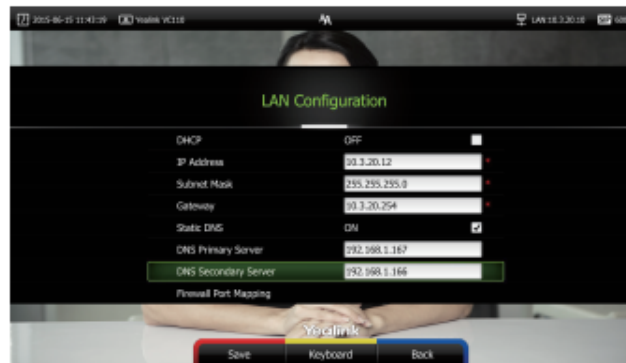 2015-06-15 11:43:19 Yealink VC110 LAN:10.3.20.10
LAN Configuration
DHCP OFF
IP Address 10.3.20.12 *
Subnet Mask 255.255.255.0 *
Gateway 10.3.20.254 *
Static DNS ON
DNS Primary Server 192.168.1.167
DNS Secondary Server 192.168.1.166
Firewall Port Mapping
Yealink
Save Keyboard Back